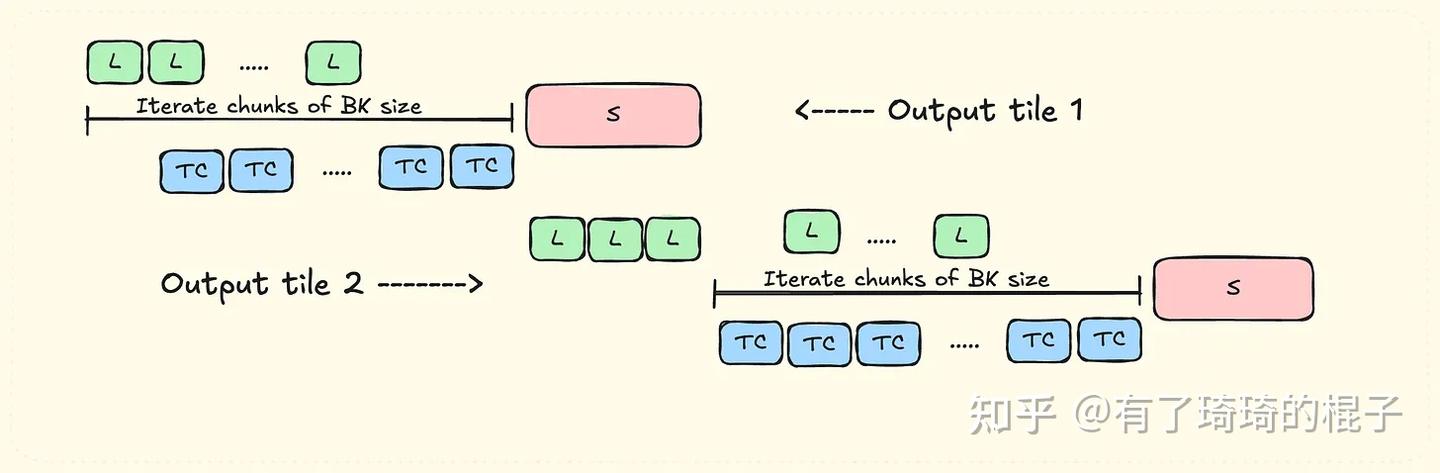 L L ..... L
Iterate chunks of BK size
S
<----- Output tile 1
TC TC ..... TC TC
L L L L ..... L
Output tile 2 ------->
Iterate chunks of BK size
S
TC TC TC ..... TC TC
知乎 @有了琦琦的棍子